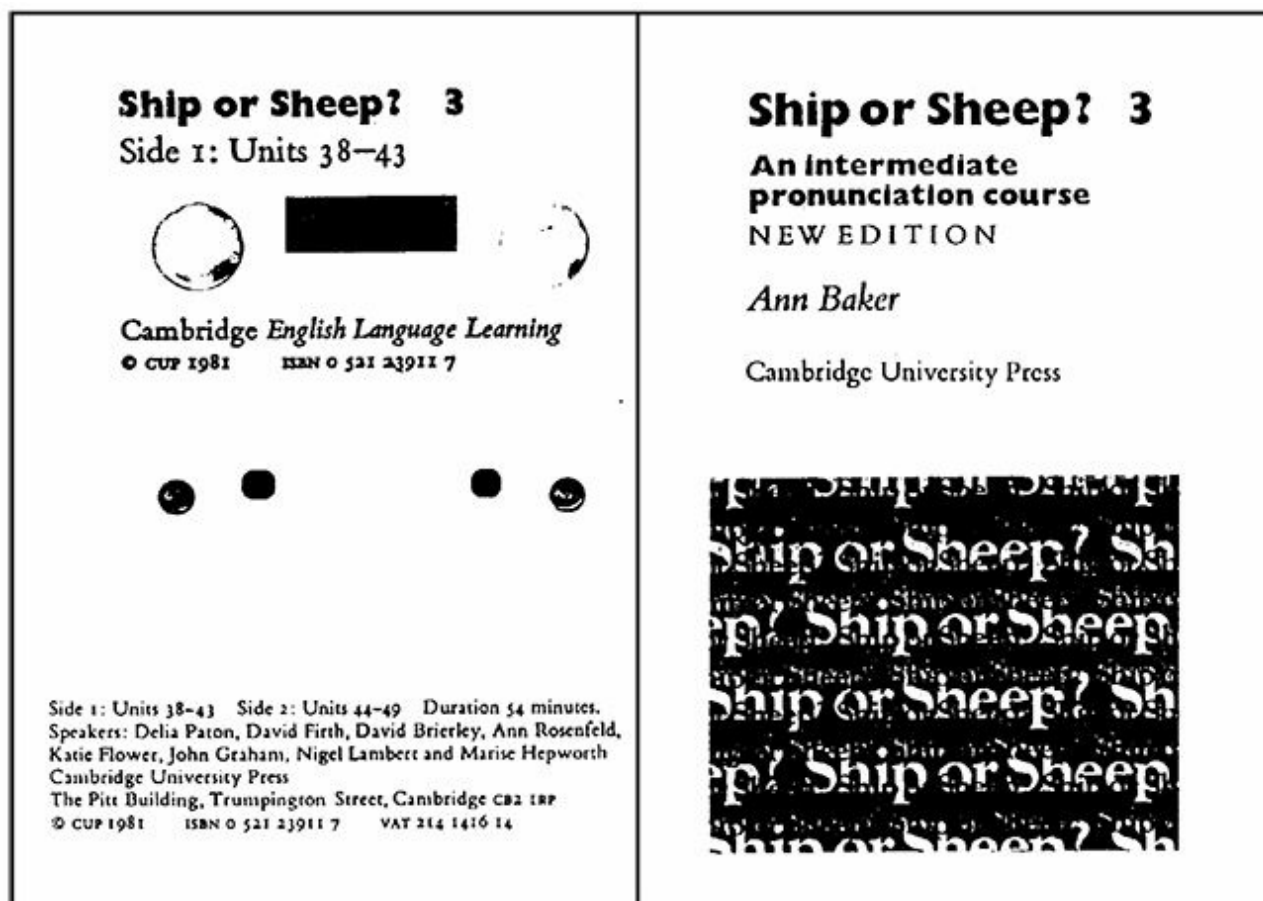 Ship or Sheep? 3
Side 1: Units 38–43
Cambridge English Language Learning
© CUP 1981 ISBN 0 521 23911 7
Side 1: Units 38–43 Side 2: Units 44–49 Duration 54 minutes.
Speakers: Delia Paton, David Firth, David Brierley, Ann Rosenfeld,
Katie Flower, John Graham, Nigel Lambert and Marise Hepworth
Cambridge University Press
The Pitt Building, Trumpington Street, Cambridge CB2 1RP
© CUP 1981 ISBN 0 521 23911 7 VAT 214 1416 14
Ship or Sheep? 3
An intermediate
pronunciation course
NEW EDITION
Ann Baker
Cambridge University Press
Ship or Sheep? Sh
ep? Ship or Sheep
Ship or Sheep? Sh
ep? Ship or Sheep